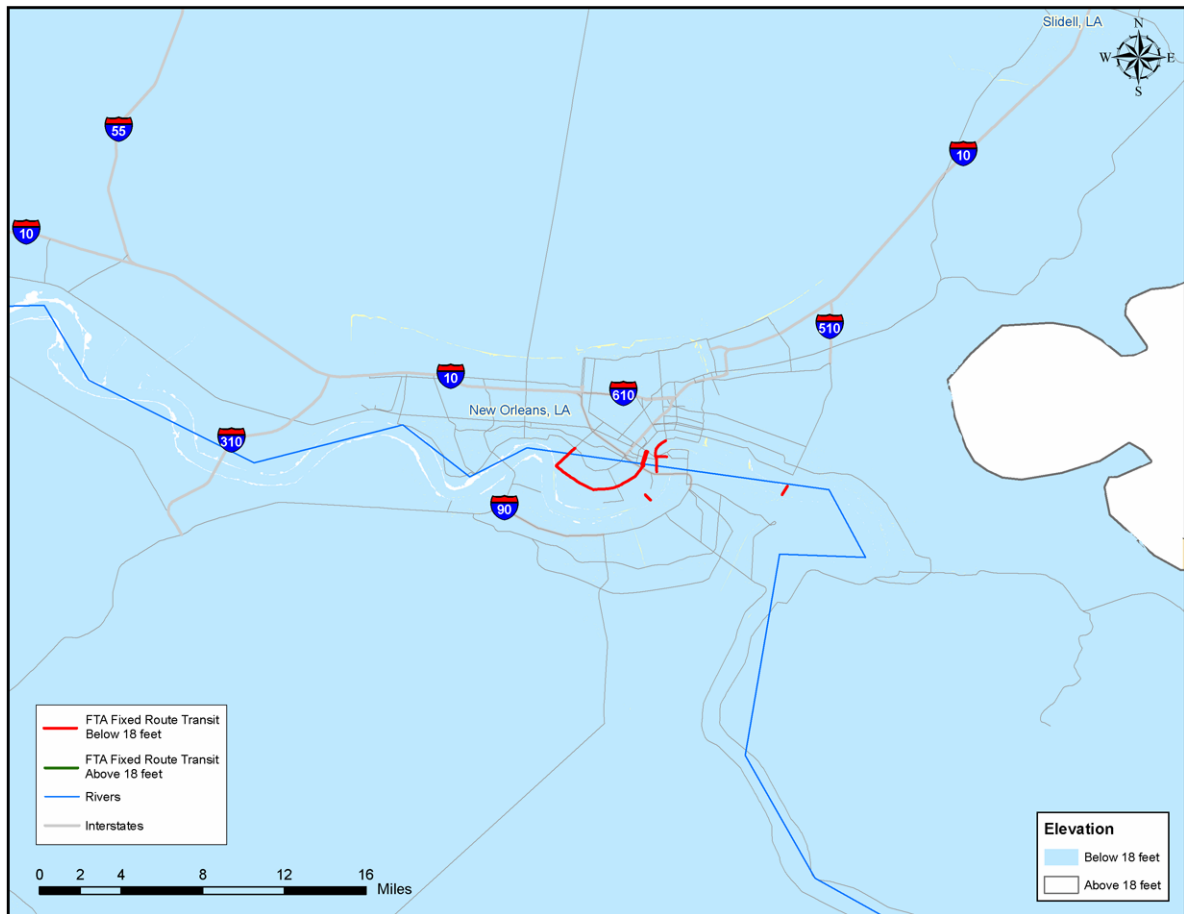 Slidell, LA
N
W
E
S
55
10
10
510
10
610
New Orleans, LA
310
90
FTA Fixed Route Transit
Below 18 feet
FTA Fixed Route Transit
Above 18 feet
Rivers
Interstates
0 2 4 8 12 16
Miles
Elevation
Below 18 feet
Above 18 feet